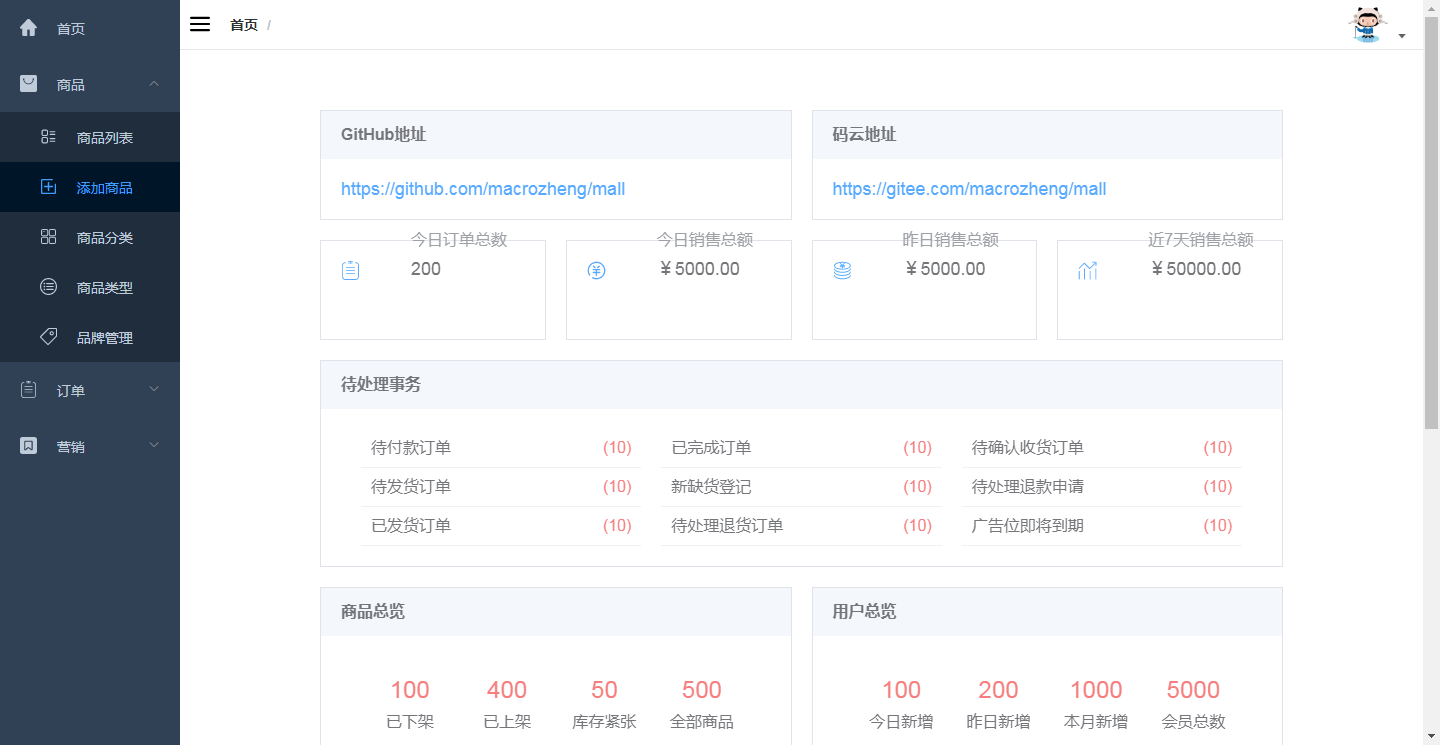 首页
商品
商品列表
添加商品
商品分类
商品类型
品牌管理
订单
营销
首页 /
GitHub地址
https://github.com/macrozheng/mall
码云地址
https://gitee.com/macrozheng/mall
今日订单总数
200
今日销售总额
￥5000.00
昨日销售总额
￥5000.00
近7天销售总额
￥50000.00
待处理事务
待付款订单 (10) 已完成订单 (10) 待确认收货订单 (10)
待发货订单 (10) 新缺货登记 (10) 待处理退款申请 (10)
已发货订单 (10) 待处理退货订单 (10) 广告位即将到期 (10)
商品总览
100 400 50 500
已下架 已上架 库存紧张 全部商品
用户总览
100 200 1000 5000
今日新增 昨日新增 本月新增 会员总数